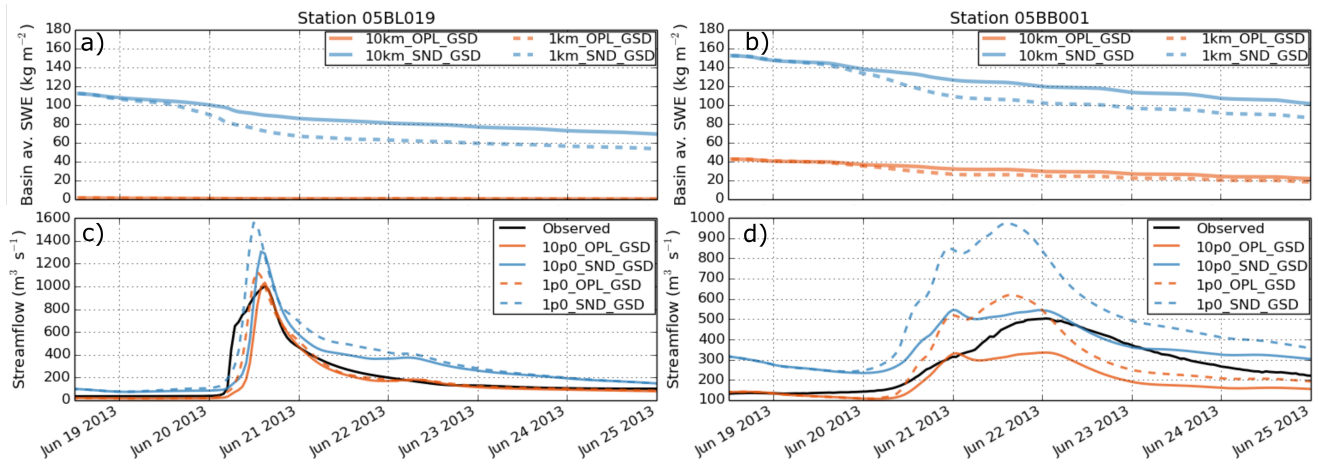 Station 05BL019
Station 05BB001
a)
10km_OPL_GSD
1km_OPL_GSD
10km_SND_GSD
1km_SND_GSD
Basin av. SWE (kg m⁻²)
180
160
140
120
100
80
60
40
20
0
b)
10km_OPL_GSD
1km_OPL_GSD
10km_SND_GSD
1km_SND_GSD
Basin av. SWE (kg m⁻²)
180
160
140
120
100
80
60
40
20
0
c)
Observed
10p0_OPL_GSD
10p0_SND_GSD
1p0_OPL_GSD
1p0_SND_GSD
Streamflow (m³ s⁻¹)
1600
1400
1200
1000
800
600
400
200
0
Jun 19 2013
Jun 20 2013
Jun 21 2013
Jun 22 2013
Jun 23 2013
Jun 24 2013
Jun 25 2013
d)
Observed
10p0_OPL_GSD
10p0_SND_GSD
1p0_OPL_GSD
1p0_SND_GSD
Streamflow (m³ s⁻¹)
1000
900
800
700
600
500
400
300
200
100
Jun 19 2013
Jun 20 2013
Jun 21 2013
Jun 22 2013
Jun 23 2013
Jun 24 2013
Jun 25 2013